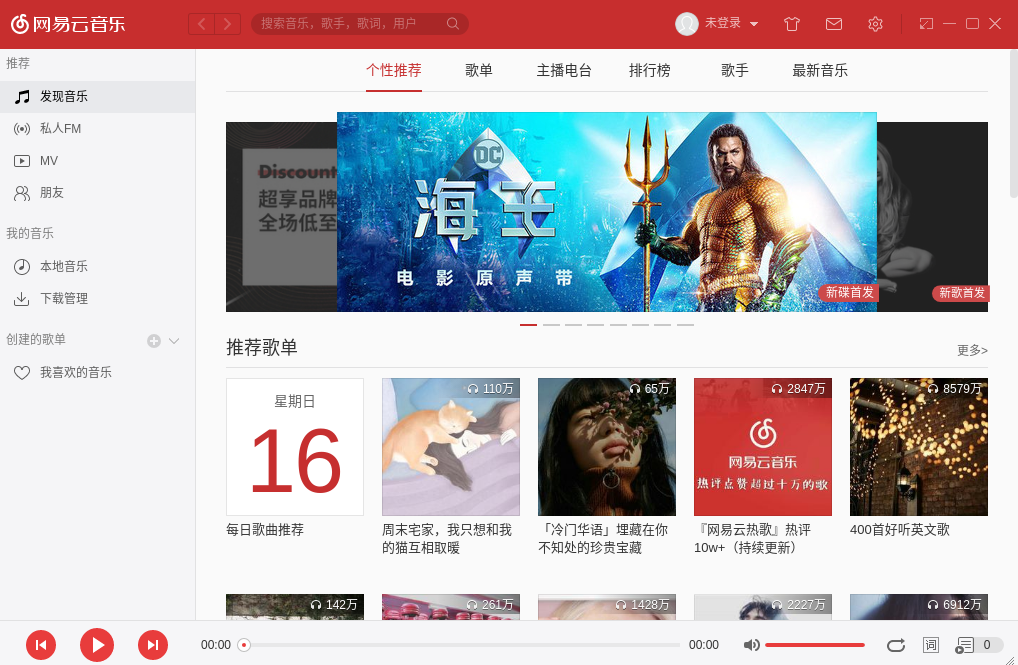 网易云音乐
搜索音乐，歌手，歌词，用户
未登录
推荐
发现音乐
私人FM
MV
朋友
我的音乐
本地音乐
下载管理
创建的歌单
我喜欢的音乐
个性推荐 歌单 主播电台 排行榜 歌手 最新音乐
Discount
超享品牌
全场低至
DC
海王
电影原声带
新碟首发
新歌首发
推荐歌单
更多>
星期日
16
110万
65万
2847万
8579万
网易云音乐
热评点赞超过十万的歌
每日歌曲推荐
周末宅家，我只想和我
的猫互相取暖
「冷门华语」埋藏在你
不知处的珍贵宝藏
『网易云热歌』热评
10w+（持续更新）
400首好听英文歌
142万
261万
1428万
2227万
6912万
00:00
00:00
词
0